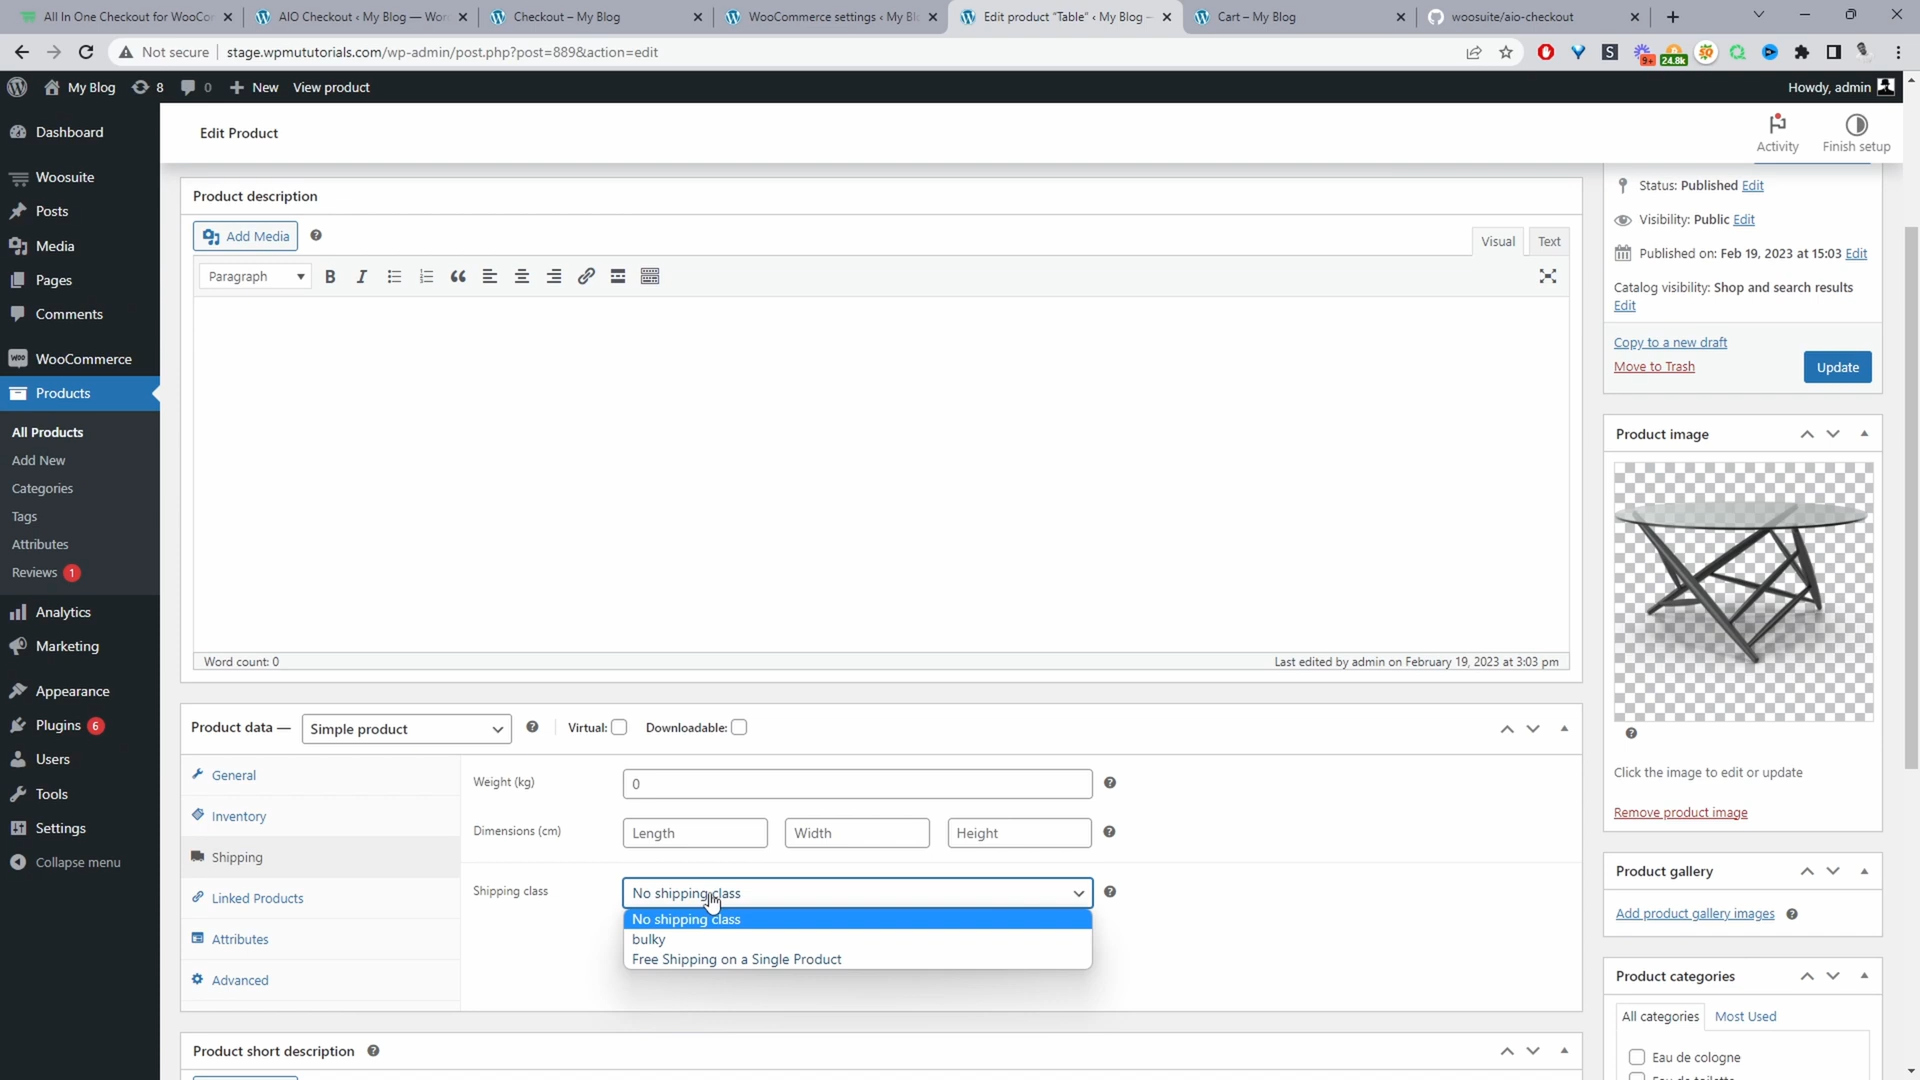 All In One Checkout for WooCo
AIO Checkout ‹ My Blog — Wor
Checkout – My Blog
WooCommerce settings ‹ My Bl
Edit product "Table" ‹ My Blog —
Cart – My Blog
woosuite/aio-checkout
Not secure
stage.wpmututorials.com/wp-admin/post.php?post=889&action=edit
9+
24.8k
My Blog
8
0
New
View product
Howdy, admin
Dashboard
Woosuite
Posts
Media
Pages
Comments
WooCommerce
Products
All Products
Add New
Categories
Tags
Attributes
Reviews 1
Analytics
Marketing
Appearance
Plugins 6
Users
Tools
Settings
Collapse menu
Edit Product
Activity
Finish setup
Product description
Add Media
Visual
Text
Paragraph
Word count: 0
Last edited by admin on February 19, 2023 at 3:03 pm
Product data —
Simple product
Virtual:
Downloadable:
General
Inventory
Shipping
Linked Products
Attributes
Advanced
Weight (kg)
0
Dimensions (cm)
Length
Width
Height
Shipping class
No shipping class
No shipping class
bulky
Free Shipping on a Single Product
Product short description
Status: Published Edit
Visibility: Public Edit
Published on: Feb 19, 2023 at 15:03 Edit
Catalog visibility: Shop and search results
Edit
Copy to a new draft
Move to Trash
Update
Product image
Click the image to edit or update
Remove product image
Product gallery
Add product gallery images
Product categories
All categories
Most Used
Eau de cologne